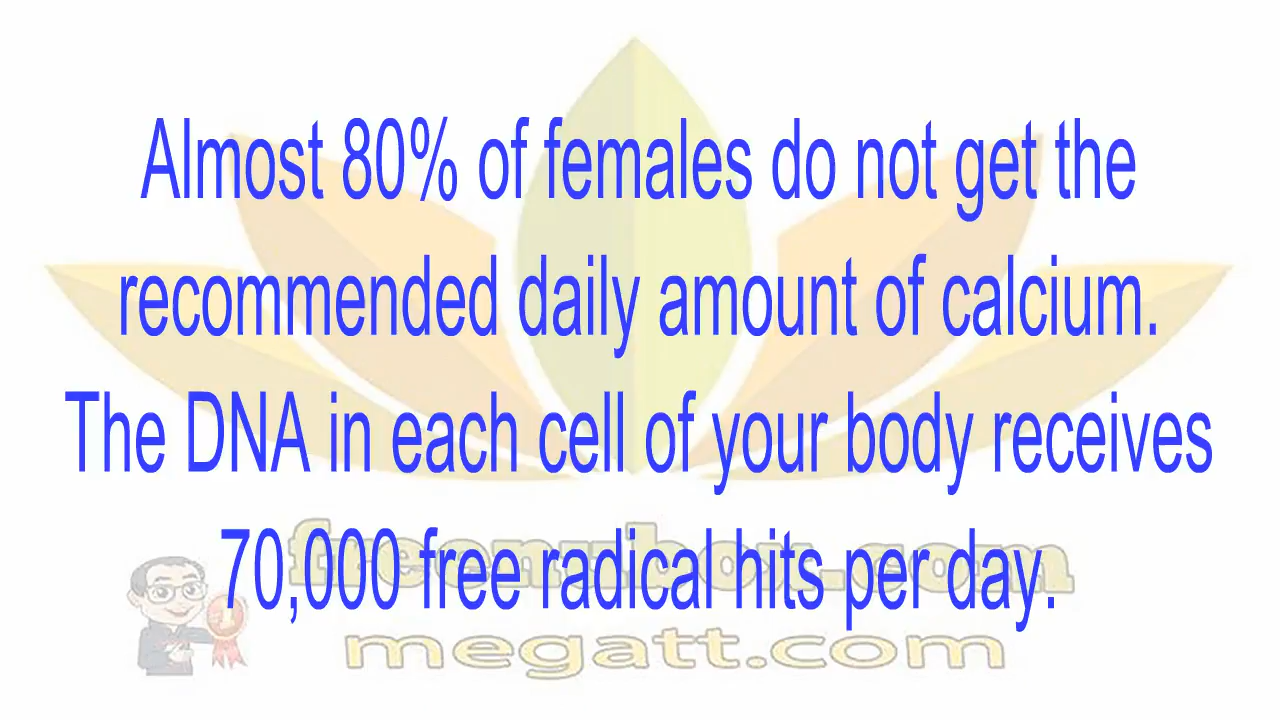 Almost 80% of females do not get the
recommended daily amount of calcium.
The DNA in each cell of your body receives
70,000 free radical hits per day.
megatt.com